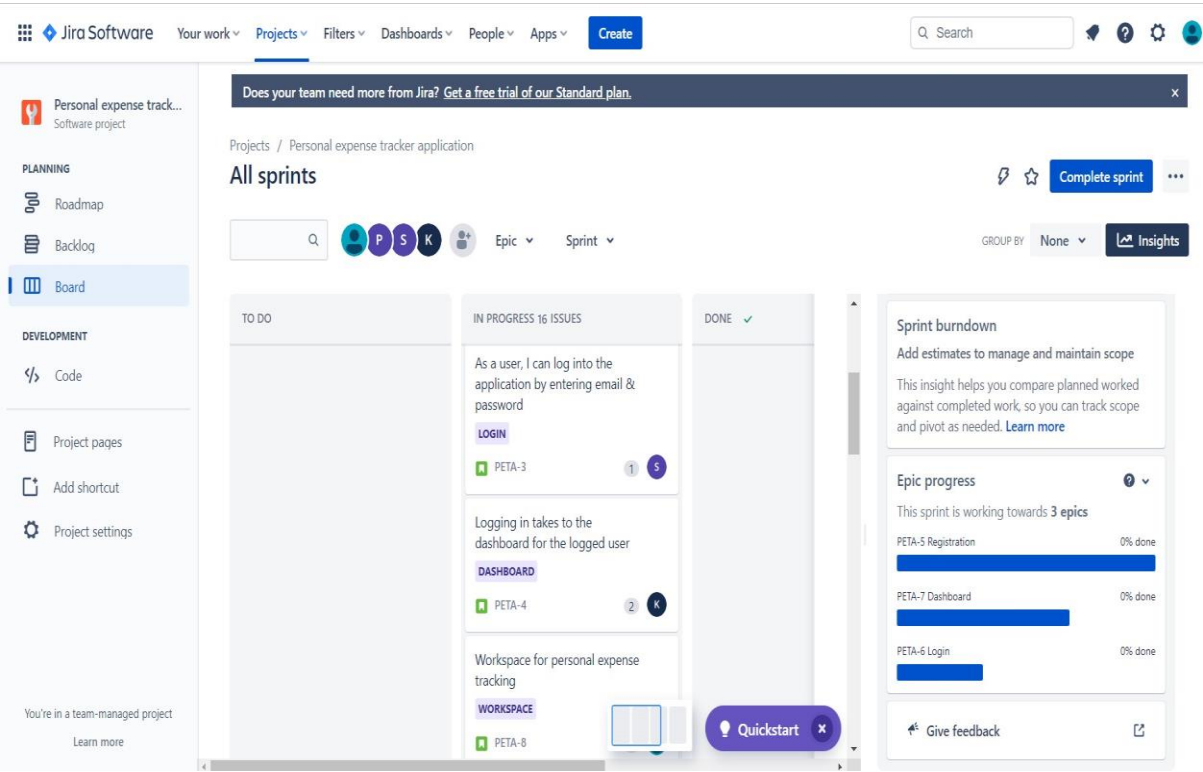 Jira Software Your work Projects Filters Dashboards People Apps Create Search
Does your team need more from Jira? Get a free trial of our Standard plan. x
Personal expense track...
Software project
PLANNING
Roadmap
Backlog
Board
DEVELOPMENT
Code
Project pages
Add shortcut
Project settings
You're in a team-managed project
Learn more
Projects / Personal expense tracker application
All sprints
Complete sprint
P S K
Epic Sprint
GROUP BY None Insights
TO DO
IN PROGRESS 16 ISSUES
As a user, I can log into the
application by entering email &
password
LOGIN
PETA-3 1 S
Logging in takes to the
dashboard for the logged user
DASHBOARD
PETA-4 2 K
Workspace for personal expense
tracking
WORKSPACE
PETA-8
DONE
Quickstart x
Sprint burndown
Add estimates to manage and maintain scope
This insight helps you compare planned worked
against completed work, so you can track scope
and pivot as needed. Learn more
Epic progress
This sprint is working towards 3 epics
PETA-5 Registration 0% done
PETA-7 Dashboard 0% done
PETA-6 Login 0% done
Give feedback